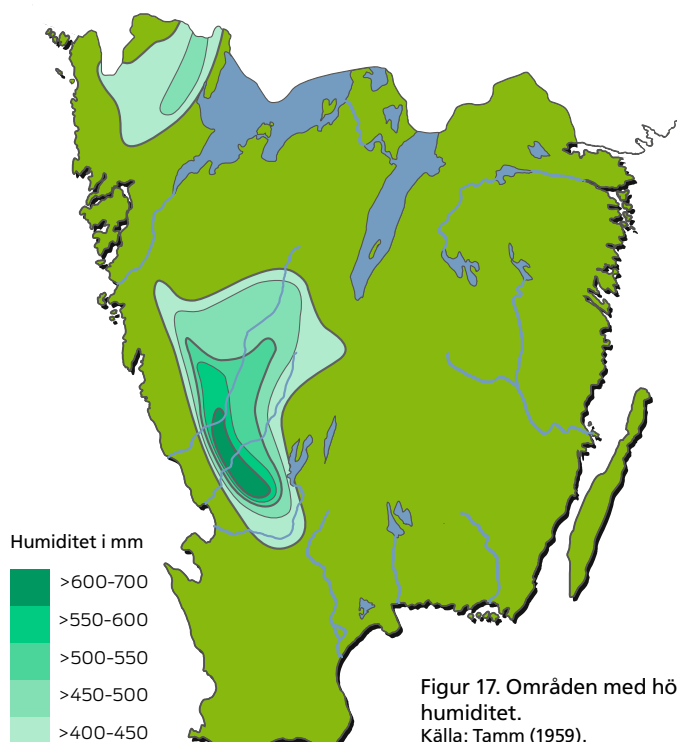 Humiditet i mm
>600-700
>550-600
>500-550
>450-500
>400-450
Figur 17. Områden med hö
humiditet.
Källa: Tamm (1959).